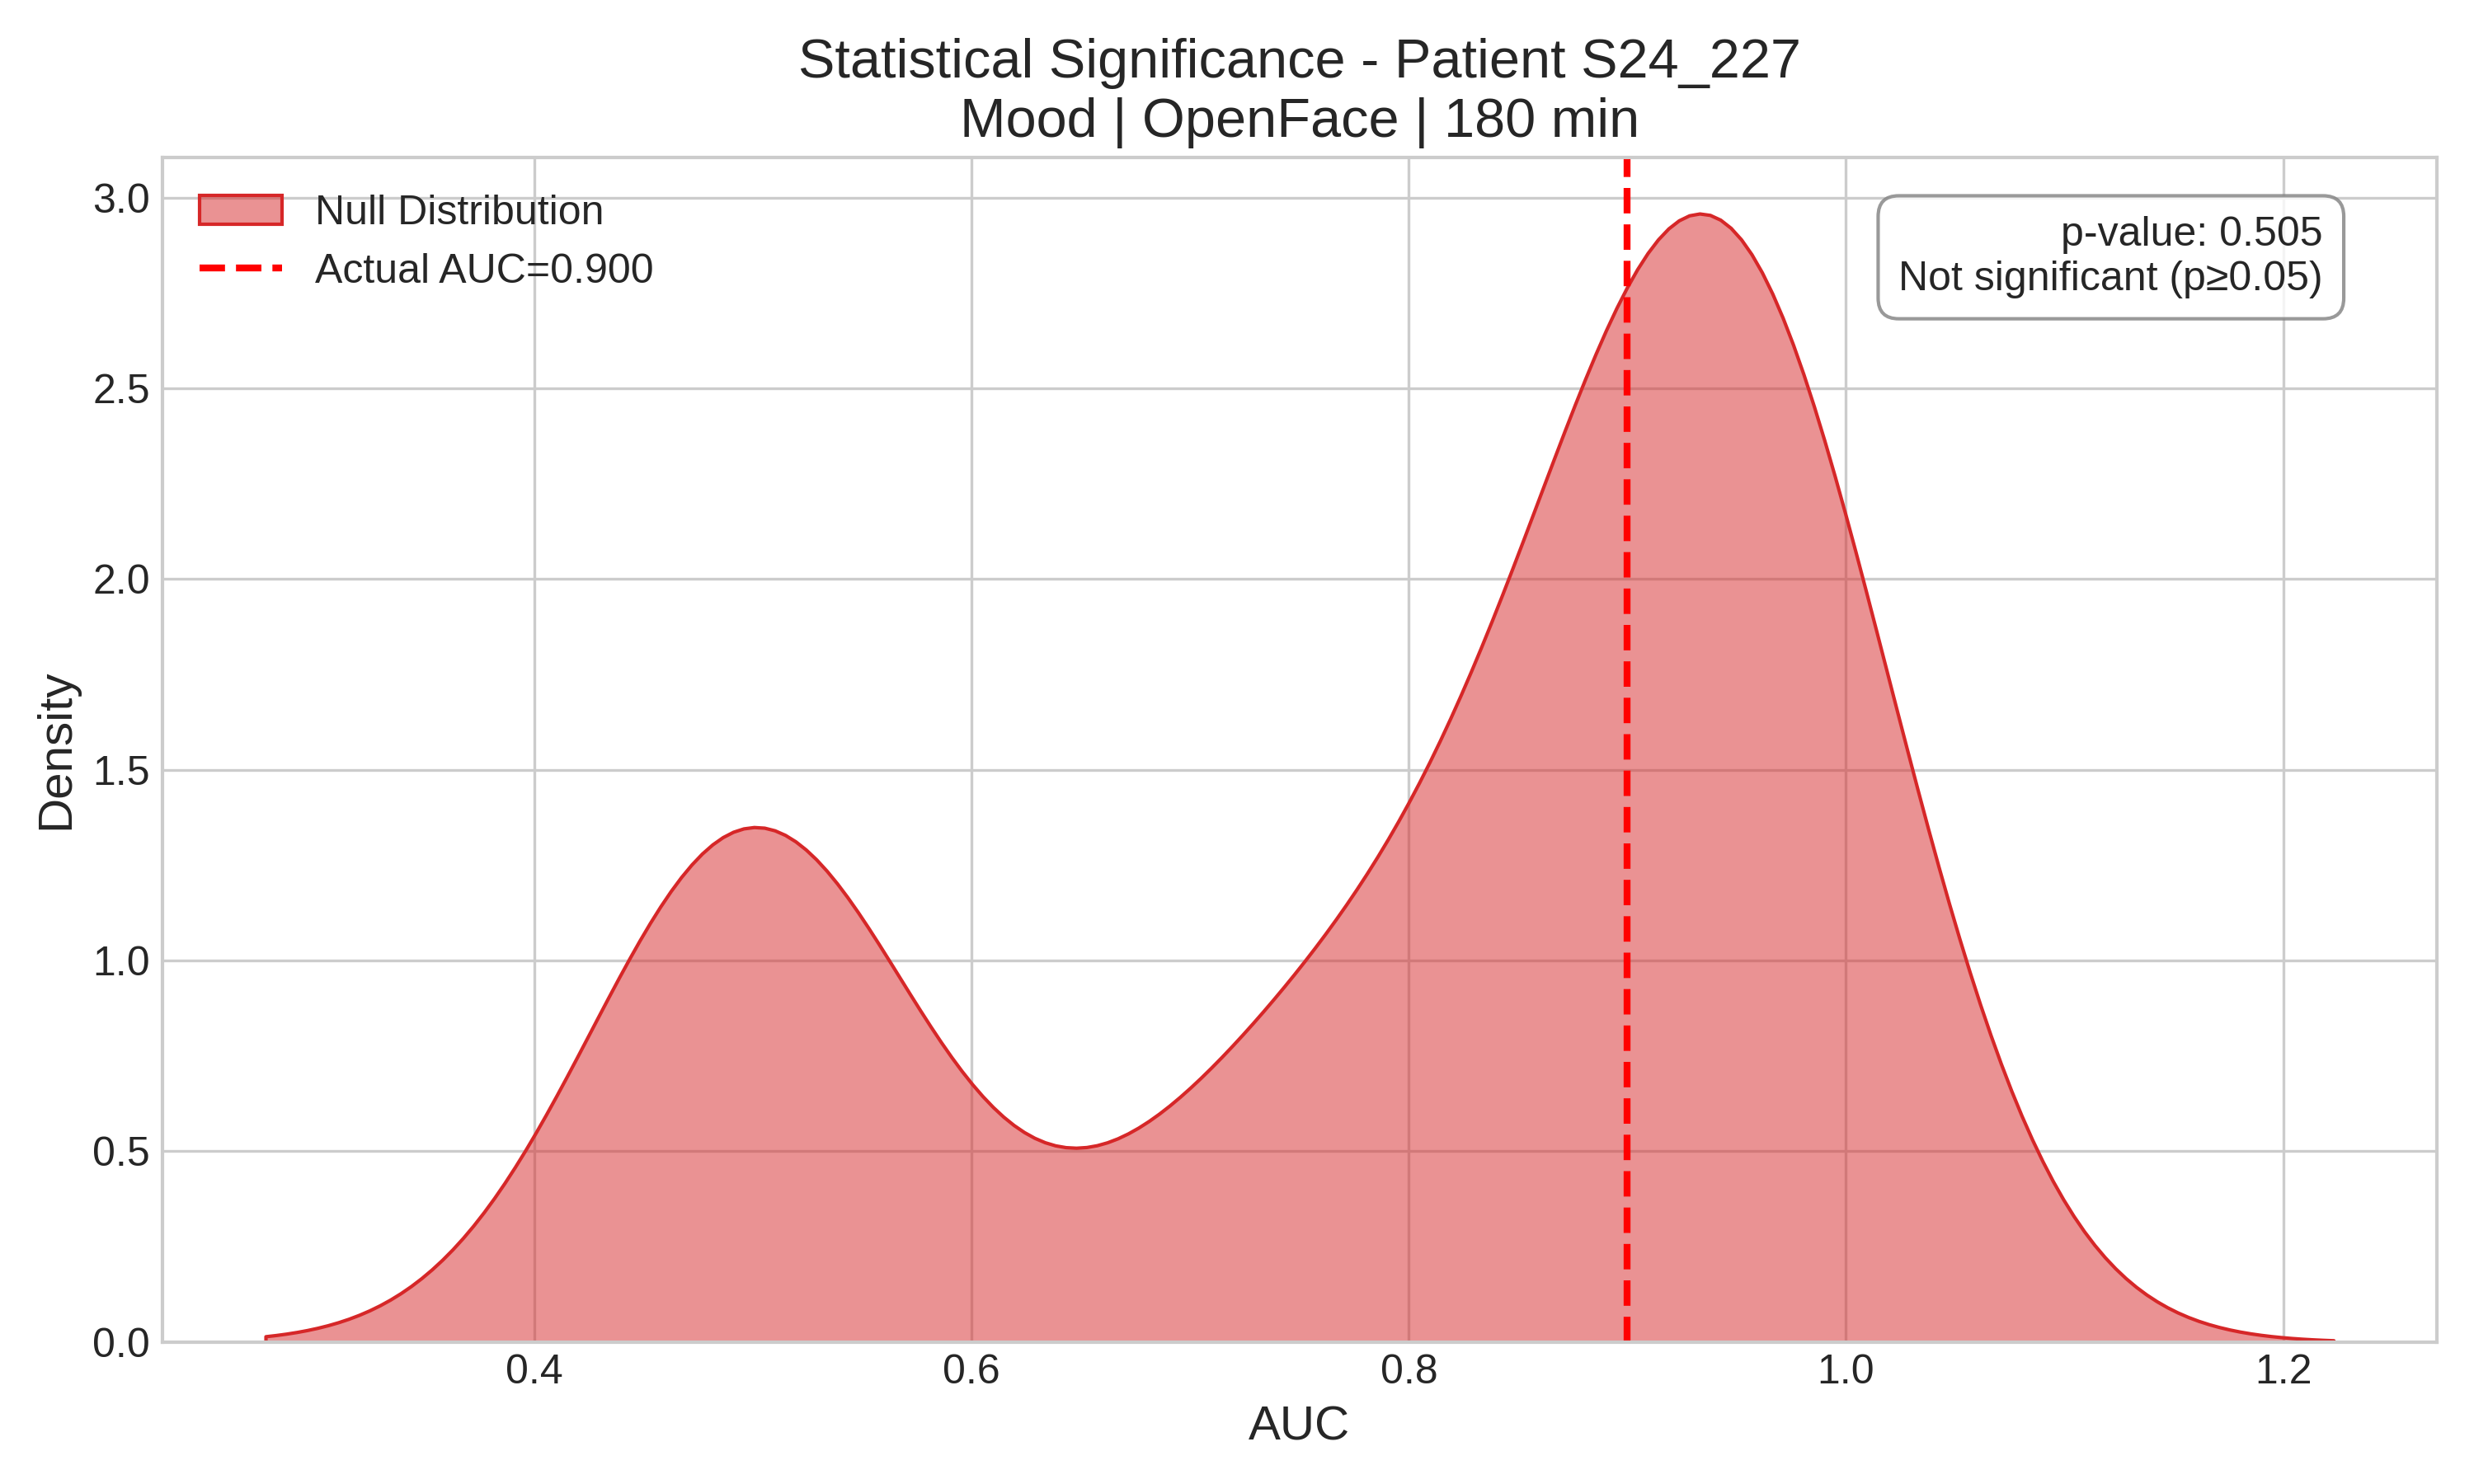 Statistical Significance - Patient S24_227
Mood | OpenFace | 180 min
Null Distribution
Actual AUC=0.900
p-value: 0.505
Not significant (p≥0.05)
Density
3.0
2.5
2.0
1.5
1.0
0.5
0.0
0.4
0.6
0.8
1.0
1.2
AUC